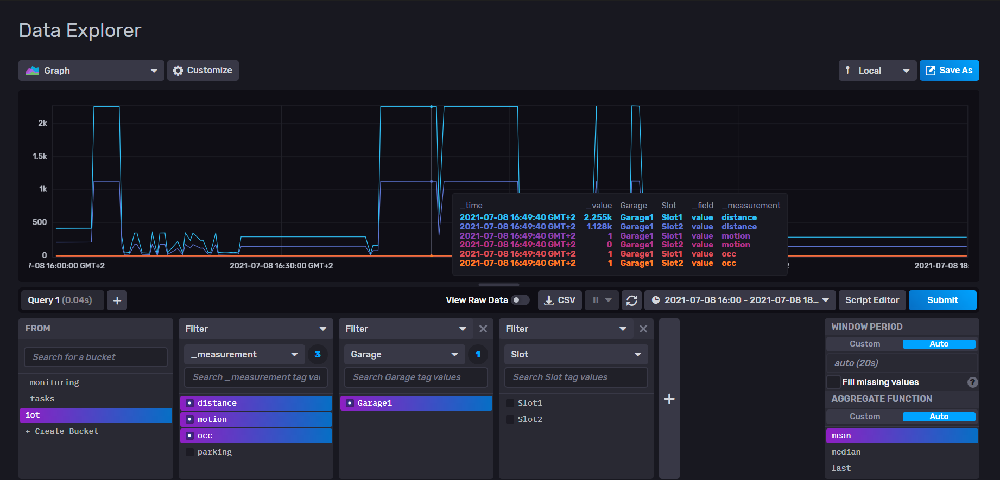 Data Explorer
Graph Customize Local Save As
2k
1.5k
1k
500
0
7-08 16:00:00 GMT+2 2021-07-08 16:30:00 GMT+2 2 2021-07-08 18:
_time _value Garage Slot _field _measurement
2021-07-08 16:49:40 GMT+2 2.255k Garage1 Slot1 value distance
2021-07-08 16:49:40 GMT+2 1.128k Garage1 Slot2 value distance
2021-07-08 16:49:40 GMT+2 1 Garage1 Slot1 value motion
2021-07-08 16:49:40 GMT+2 0 Garage1 Slot2 value motion
2021-07-08 16:49:40 GMT+2 1 Garage1 Slot1 value occ
2021-07-08 16:49:40 GMT+2 1 Garage1 Slot2 value occ
Query 1 (0.04s) + View Raw Data CSV 2021-07-08 16:00 - 2021-07-08 18... Script Editor Submit
FROM
Search for a bucket
_monitoring
_tasks
iot
+ Create Bucket
Filter
_measurement 3
Search _measurement tag val
distance
motion
occ
parking
Filter
Garage 1
Search Garage tag values
Garage1
Filter
Slot
Search Slot tag values
Slot1
Slot2
+
WINDOW PERIOD
Custom Auto
auto (20s)
Fill missing values ?
AGGREGATE FUNCTION
Custom Auto
mean
median
last